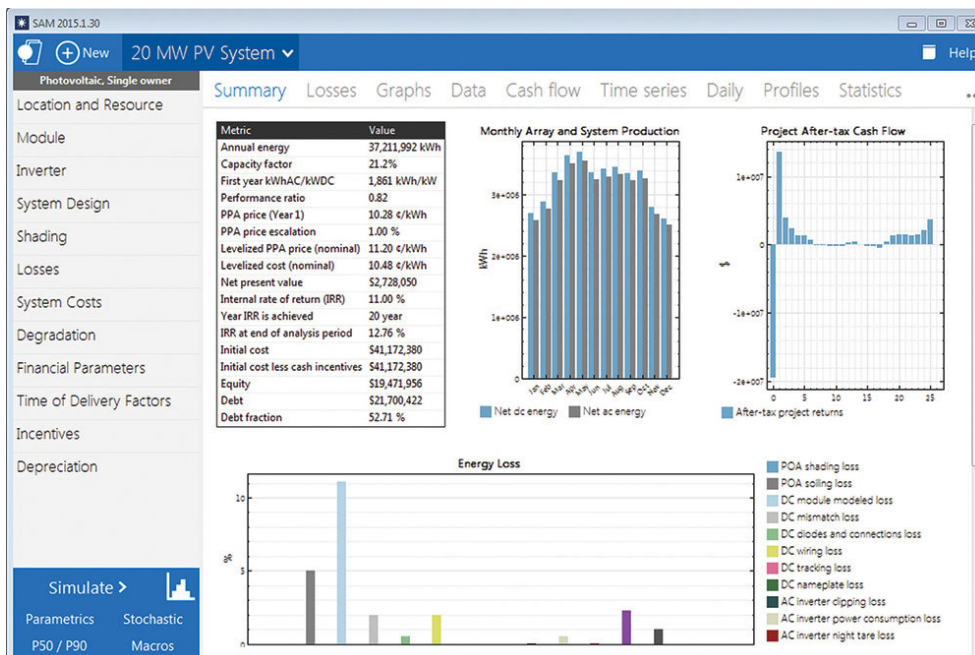 SAM 2015.1.30
New
20 MW PV System
Help
Photovoltaic, Single owner
Location and Resource
Module
Inverter
System Design
Shading
Losses
System Costs
Degradation
Financial Parameters
Time of Delivery Factors
Incentives
Depreciation
Simulate >
Parametrics Stochastic
P50 / P90 Macros
Summary Losses Graphs Data Cash flow Time series Daily Profiles Statistics
Metric Value
Annual energy 37,211,992 kWh
Capacity factor 21.2%
First year kWhAC/kWDC 1,861 kWh/kW
Performance ratio 0.82
PPA price (Year 1) 10.28 ¢/kWh
PPA price escalation 1.00 %
Levelized PPA price (nominal) 11.20 ¢/kWh
Levelized cost (nominal) 10.48 ¢/kWh
Net present value $2,728,050
Internal rate of return (IRR) 11.00 %
Year IRR is achieved 20 year
IRR at end of analysis period 12.76 %
Initial cost $41,172,380
Initial cost less cash incentives $41,172,380
Equity $19,471,956
Debt $21,700,422
Debt fraction 52.71 %
Monthly Array and System Production
kWh
3e+006
2e+006
1e+006
0
Jan Feb Mar Apr May Jun Jul Aug Sep Oct Nov Dec
Net dc energy Net ac energy
Project After-tax Cash Flow
$
1e+007
0
-1e+007
-2e+007
0 5 10 15 20 25
After-tax project returns
Energy Loss
%
10
5
0
POA shading loss
POA soiling loss
DC module modeled loss
DC mismatch loss
DC diodes and connections loss
DC wiring loss
DC tracking loss
DC nameplate loss
AC inverter clipping loss
AC inverter power consumption loss
AC inverter night tare loss